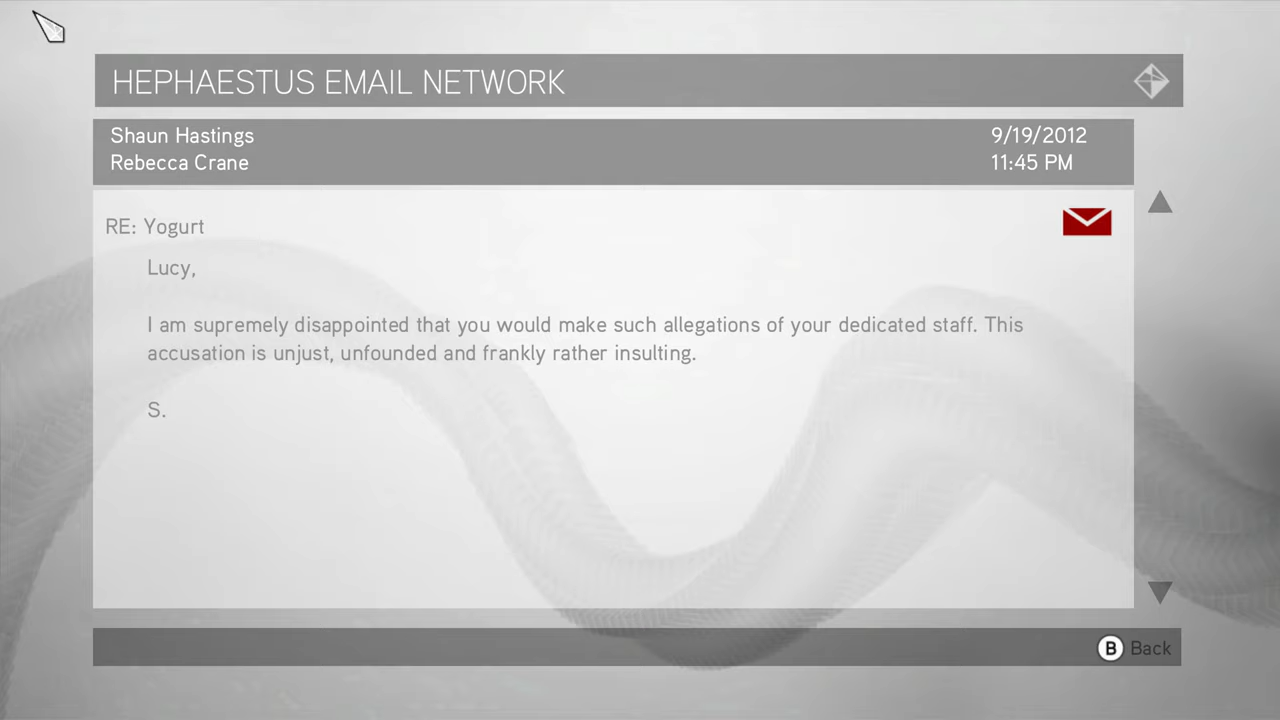 HEPHAESTUS EMAIL NETWORK
Shaun Hastings
9/19/2012
Rebecca Crane
11:45 PM
RE: Yogurt
Lucy,
I am supremely disappointed that you would make such allegations of your dedicated staff. This
accusation is unjust, unfounded and frankly rather insulting.
S.
B Back